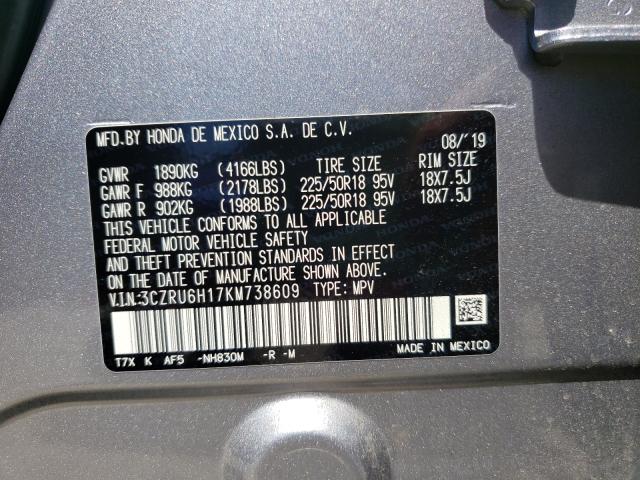 MFD.BY HONDA DE MEXICO S.A. DE C.V. 08/'19
GVWR 1890KG (4166LBS) TIRE SIZE RIM SIZE
GAWR F 988KG (2178LBS) 225/50R18 95V 18X7.5J
GAWR R 902KG (1988LBS) 225/50R18 95V 18X7.5J
THIS VEHICLE CONFORMS TO ALL APPLICABLE
FEDERAL MOTOR VEHICLE SAFETY
AND THEFT PREVENTION STANDARDS IN EFFECT
ON THE DATE OF MANUFACTURE SHOWN ABOVE.
V.I.N:3CZRU6H17KM738609 TYPE: MPV
T7X K AF5 -NH830M -R -M MADE IN MEXICO